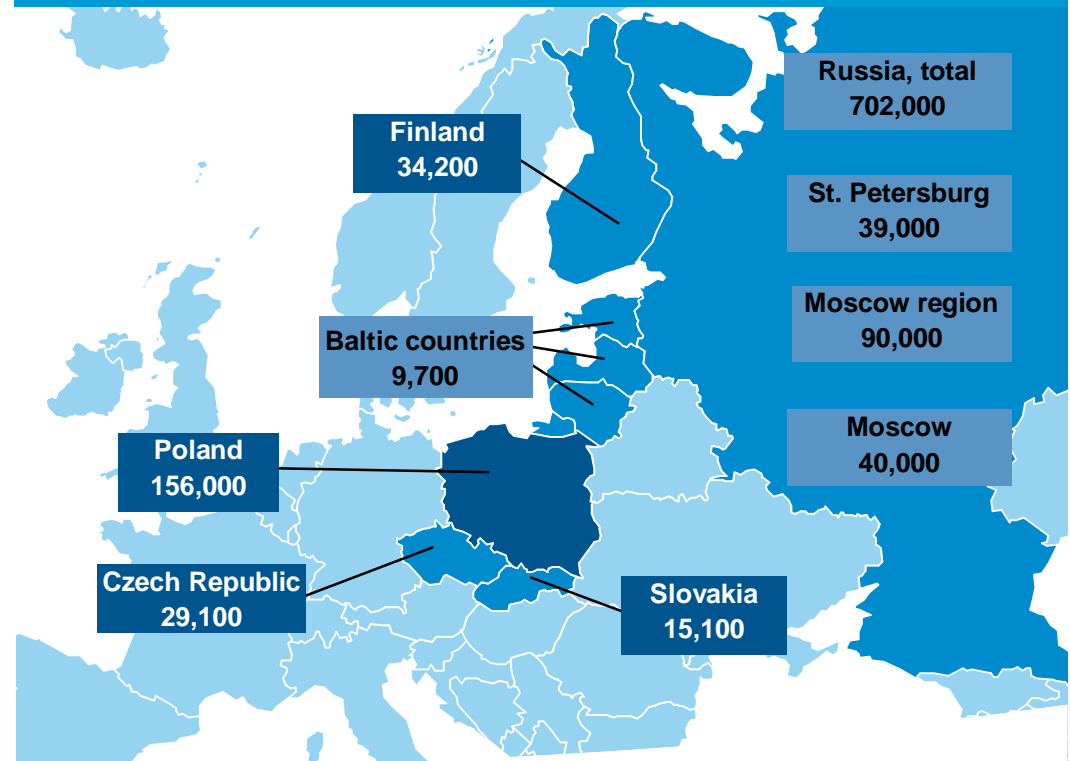 Russia, total
702,000
Finland
34,200
St. Petersburg
39,000
Moscow region
90,000
Baltic countries
9,700
Moscow
40,000
Poland
156,000
Czech Republic
29,100
Slovakia
15,100